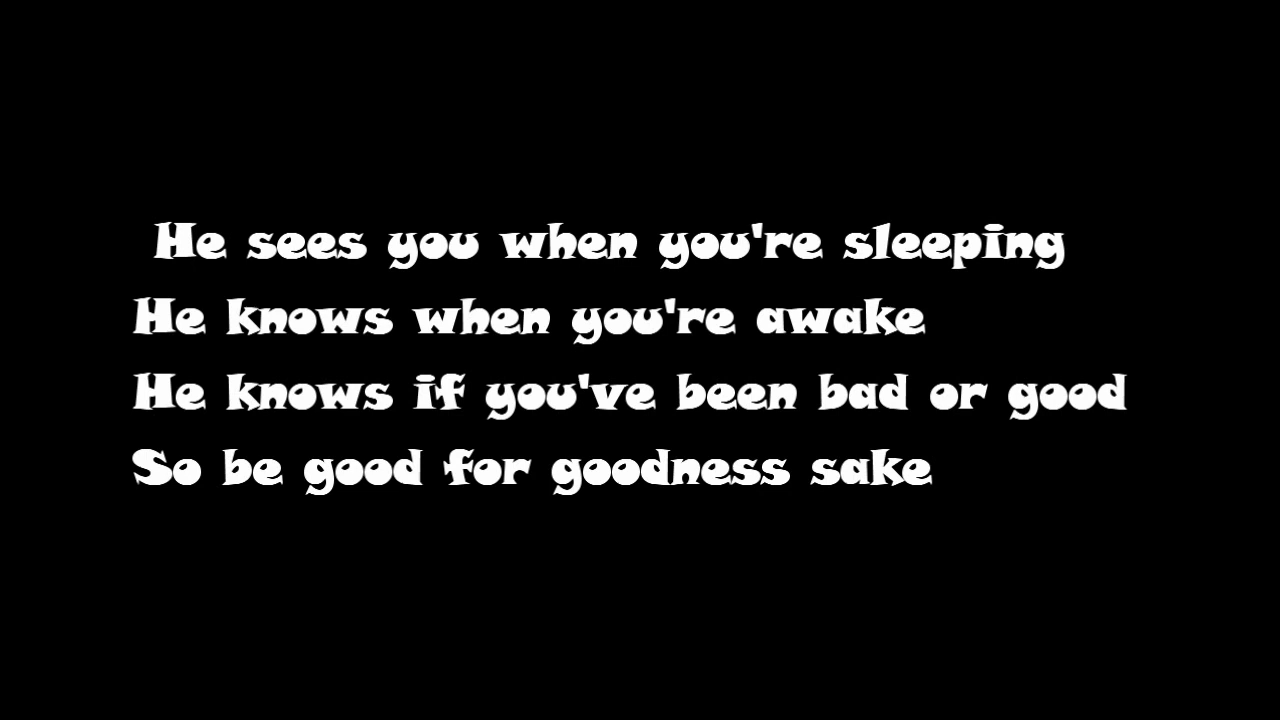 He sees you when you're sleeping
He knows when you're awake
He knows if you've been bad or good
So be good for goodness sake